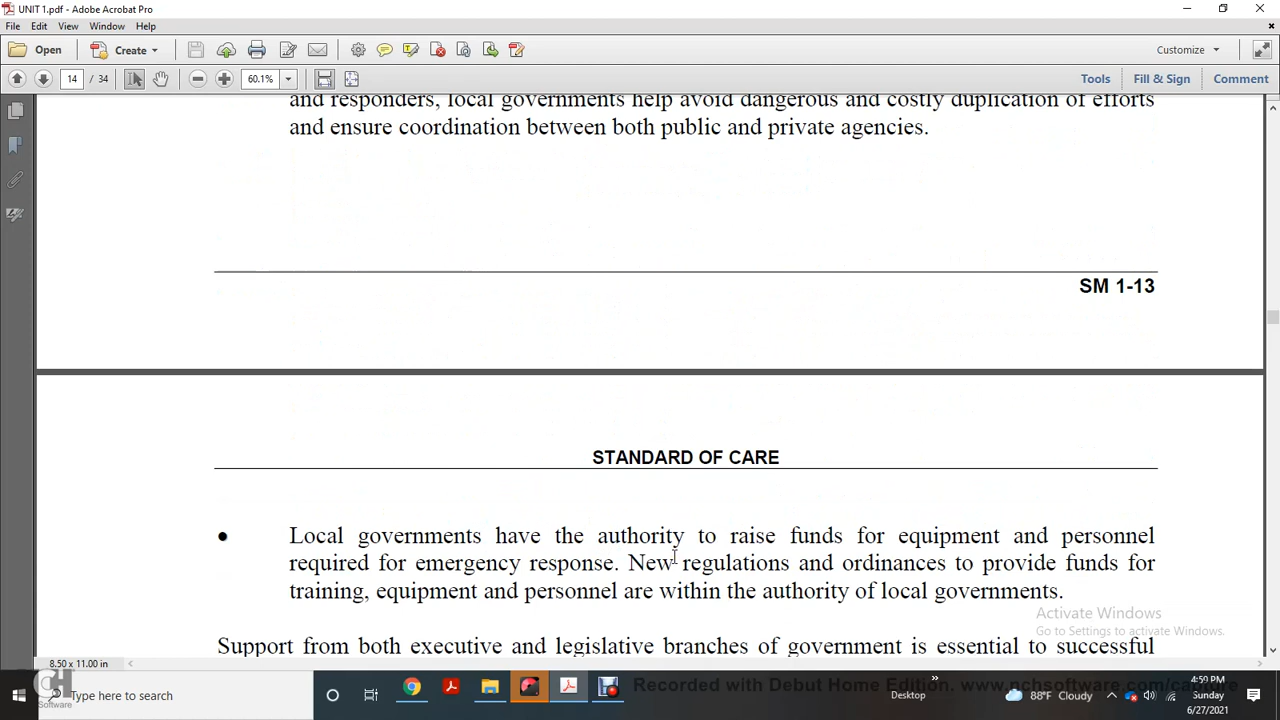 UNIT 1.pdf - Adobe Acrobat Pro
File Edit View Window Help
Open Create Customize
14 / 34 60.1% Tools Fill & Sign Comment
and responders, local governments help avoid dangerous and costly duplication of efforts
and ensure coordination between both public and private agencies.
SM 1-13
STANDARD OF CARE
• Local governments have the authority to raise funds for equipment and personnel
required for emergency response. New regulations and ordinances to provide funds for
training, equipment and personnel are within the authority of local governments.
Activate Windows
Go to Settings to activate Windows.
Support from both executive and legislative branches of government is essential to successful
8.50 x 11.00 in
Type here to search
Software
Recorded with Debut Home Edition. www.nchsoftware.com/capture
Desktop
88°F Cloudy
4:59 PM
Sunday
6/27/2021